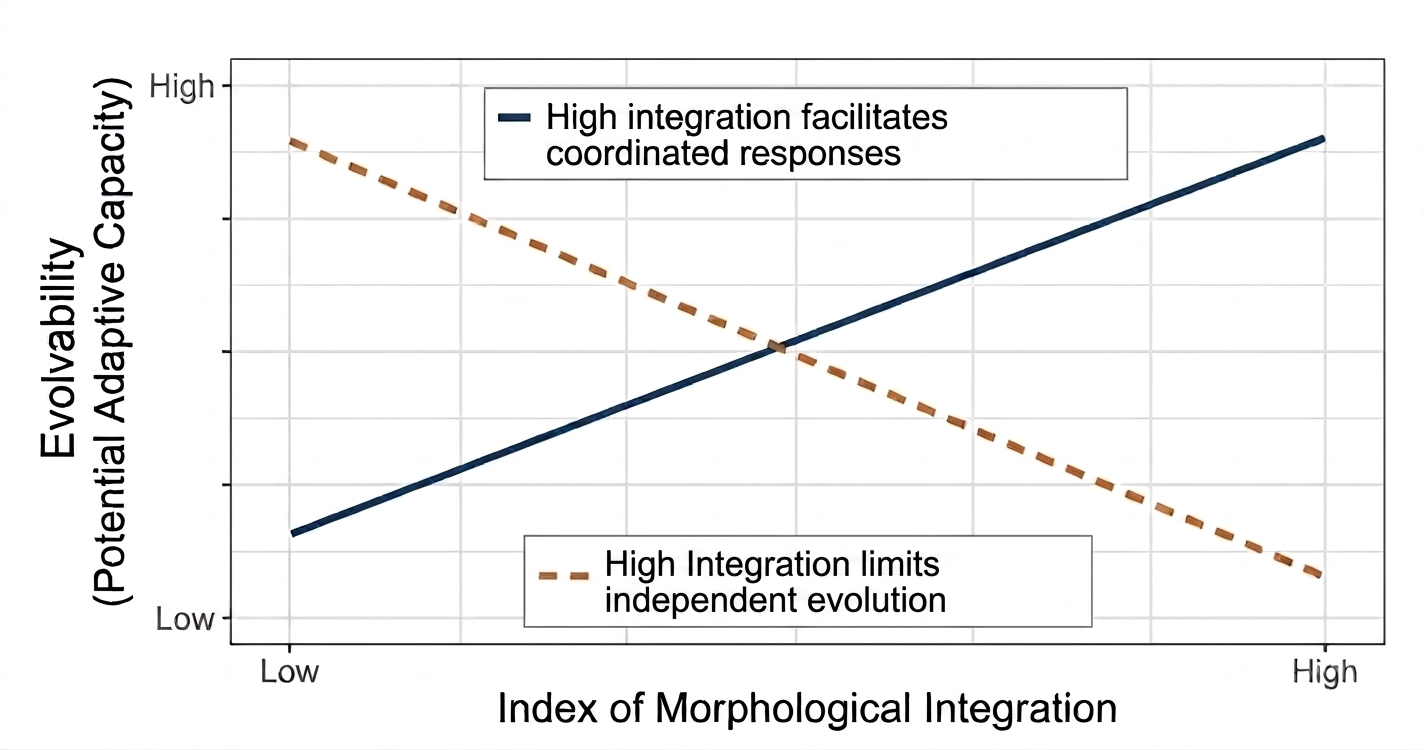 Evolvability
(Potential Adaptive Capacity)
High
Low
High integration facilitates
coordinated responses
High Integration limits
independent evolution
Low
High
Index of Morphological Integration